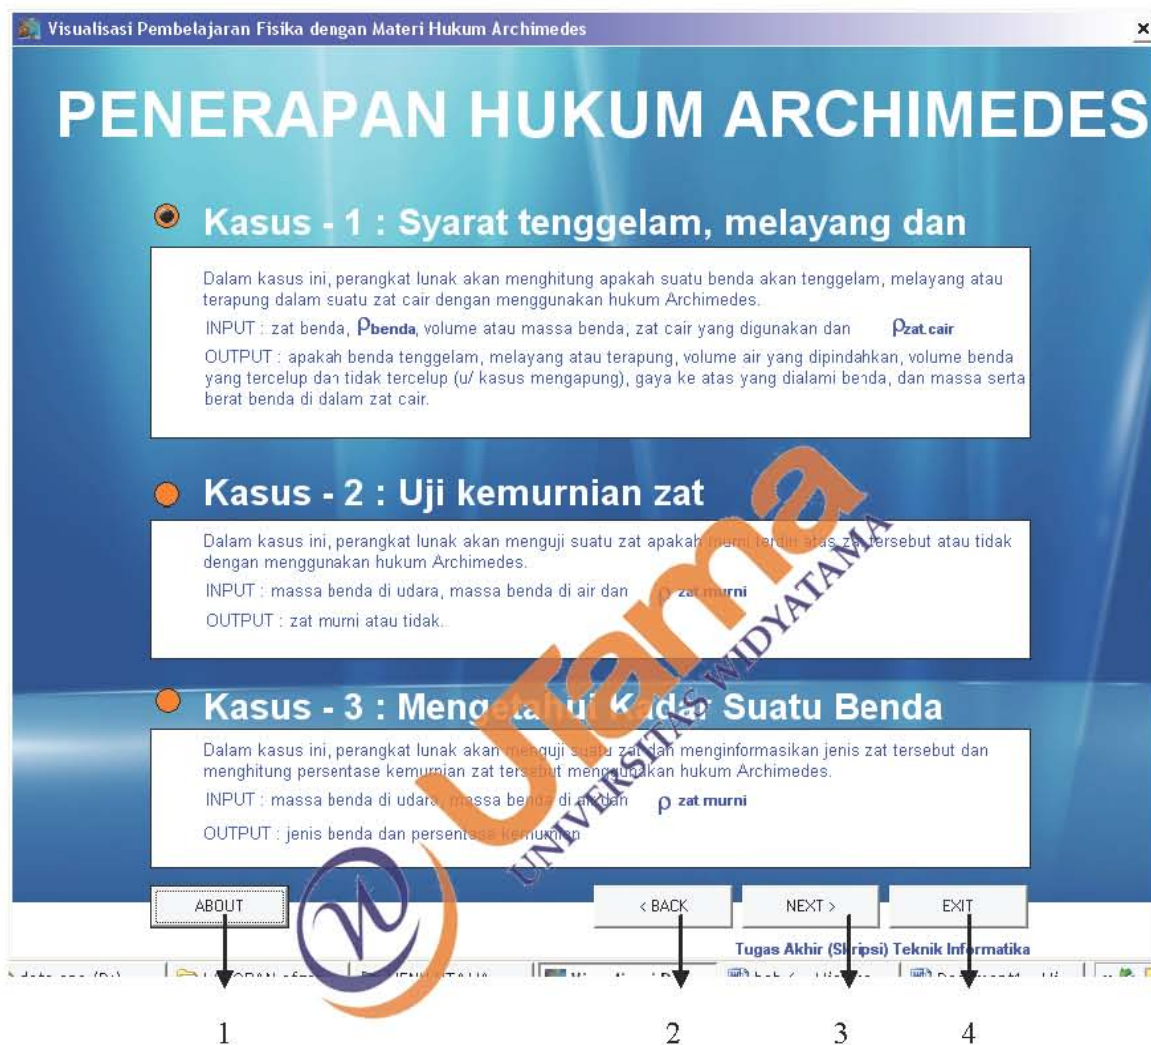 Visualisasi Pembelajaran Fisika dengan Materi Hukum Archimedes
PENERAPAN HUKUM ARCHIMEDES
Kasus - 1 : Syarat tenggelam, melayang dan
Dalam kasus ini, perangkat lunak akan menghitung apakah suatu benda akan tenggelam, melayang atau
terapung dalam suatu zat cair dengan menggunakan hukum Archimedes.
INPUT : zat benda, ρbenda, volume atau massa benda, zat cair yang digunakan dan ρzat cair
OUTPUT : apakah benda tenggelam, melayang atau terapung, volume air yang dipindahkan, volume benda
yang tercelup dan tidak tercelup (u/ kasus mengapung), gaya ke atas yang dialami benda, dan massa serta
berat benda di dalam zat cair.
Kasus - 2 : Uji kemurnian zat
Dalam kasus ini, perangkat lunak akan menguji suatu zat apakah murni terdiri atas zat tersebut atau tidak
dengan menggunakan hukum Archimedes.
INPUT : massa benda di udara, massa benda di air dan ρ zat murni
OUTPUT : zat murni atau tidak.
Kasus - 3 : Mengetahui Kadar Suatu Benda
Dalam kasus ini, perangkat lunak akan menguji suatu zat dan menginformasikan jenis zat tersebut dan
menghitung persentase kemurnian zat tersebut menggunakan hukum Archimedes.
INPUT : massa benda di udara, massa benda di air dan ρ zat murni
OUTPUT : jenis benda dan persentase kemurnian
Utama
UNIVERSITAS WIDYATAMA
ABOUT
< BACK
NEXT >
EXIT
Tugas Akhir (Skripsi) Teknik Informatika
1
2
3
4